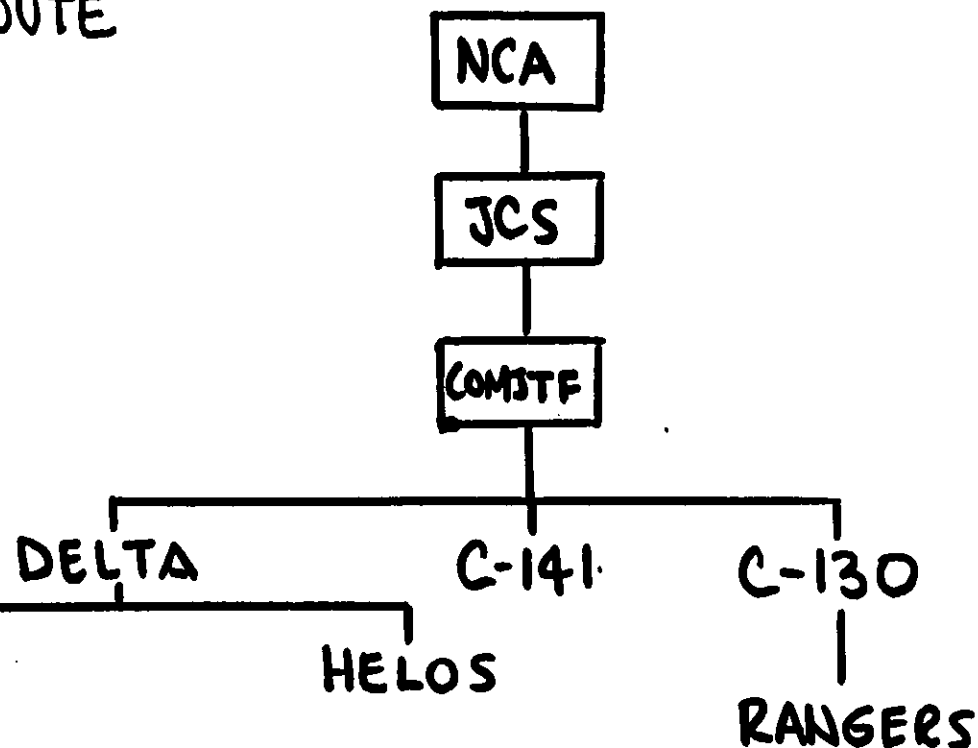 NCA
JCS
COMJTF
DELTA C-141 C-130
HELOS
RANGERS